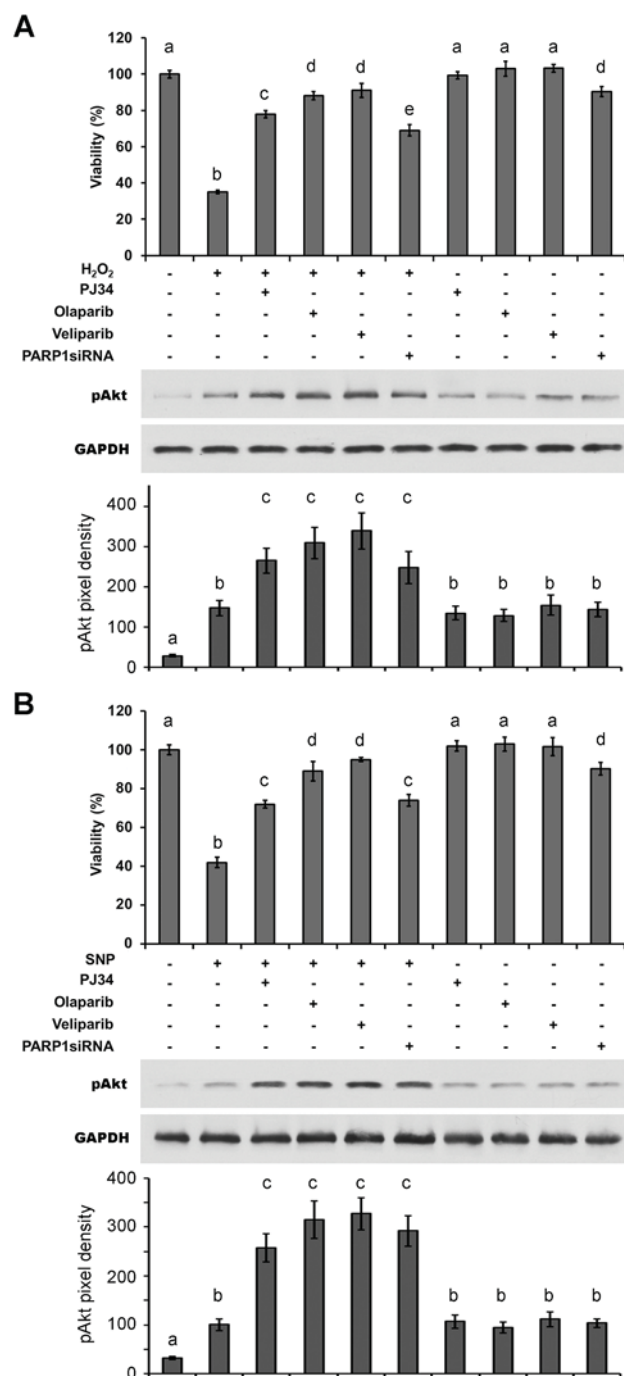 A
Viability (%)
120
100
80
60
40
20
0
a b c d d e a a a d
H₂O₂ - + + + + + - - - -
PJ34 - - + - - - + - - -
Olaparib - - - + - - - + - -
Veliparib - - - - + - - - + -
PARP1siRNA - - - - - + - - - +
pAkt
GAPDH
pAkt pixel density
400
300
200
100
0
a b c c c c b b b b
B
Viability (%)
120
100
80
60
40
20
0
a b c d d c a a a d
SNP - + + + + + - - - -
PJ34 - - + - - - + - - -
Olaparib - - - + - - - + - -
Veliparib - - - - + - - - + -
PARP1siRNA - - - - - + - - - +
pAkt
GAPDH
pAkt pixel density
400
300
200
100
0
a b c c c c b b b b